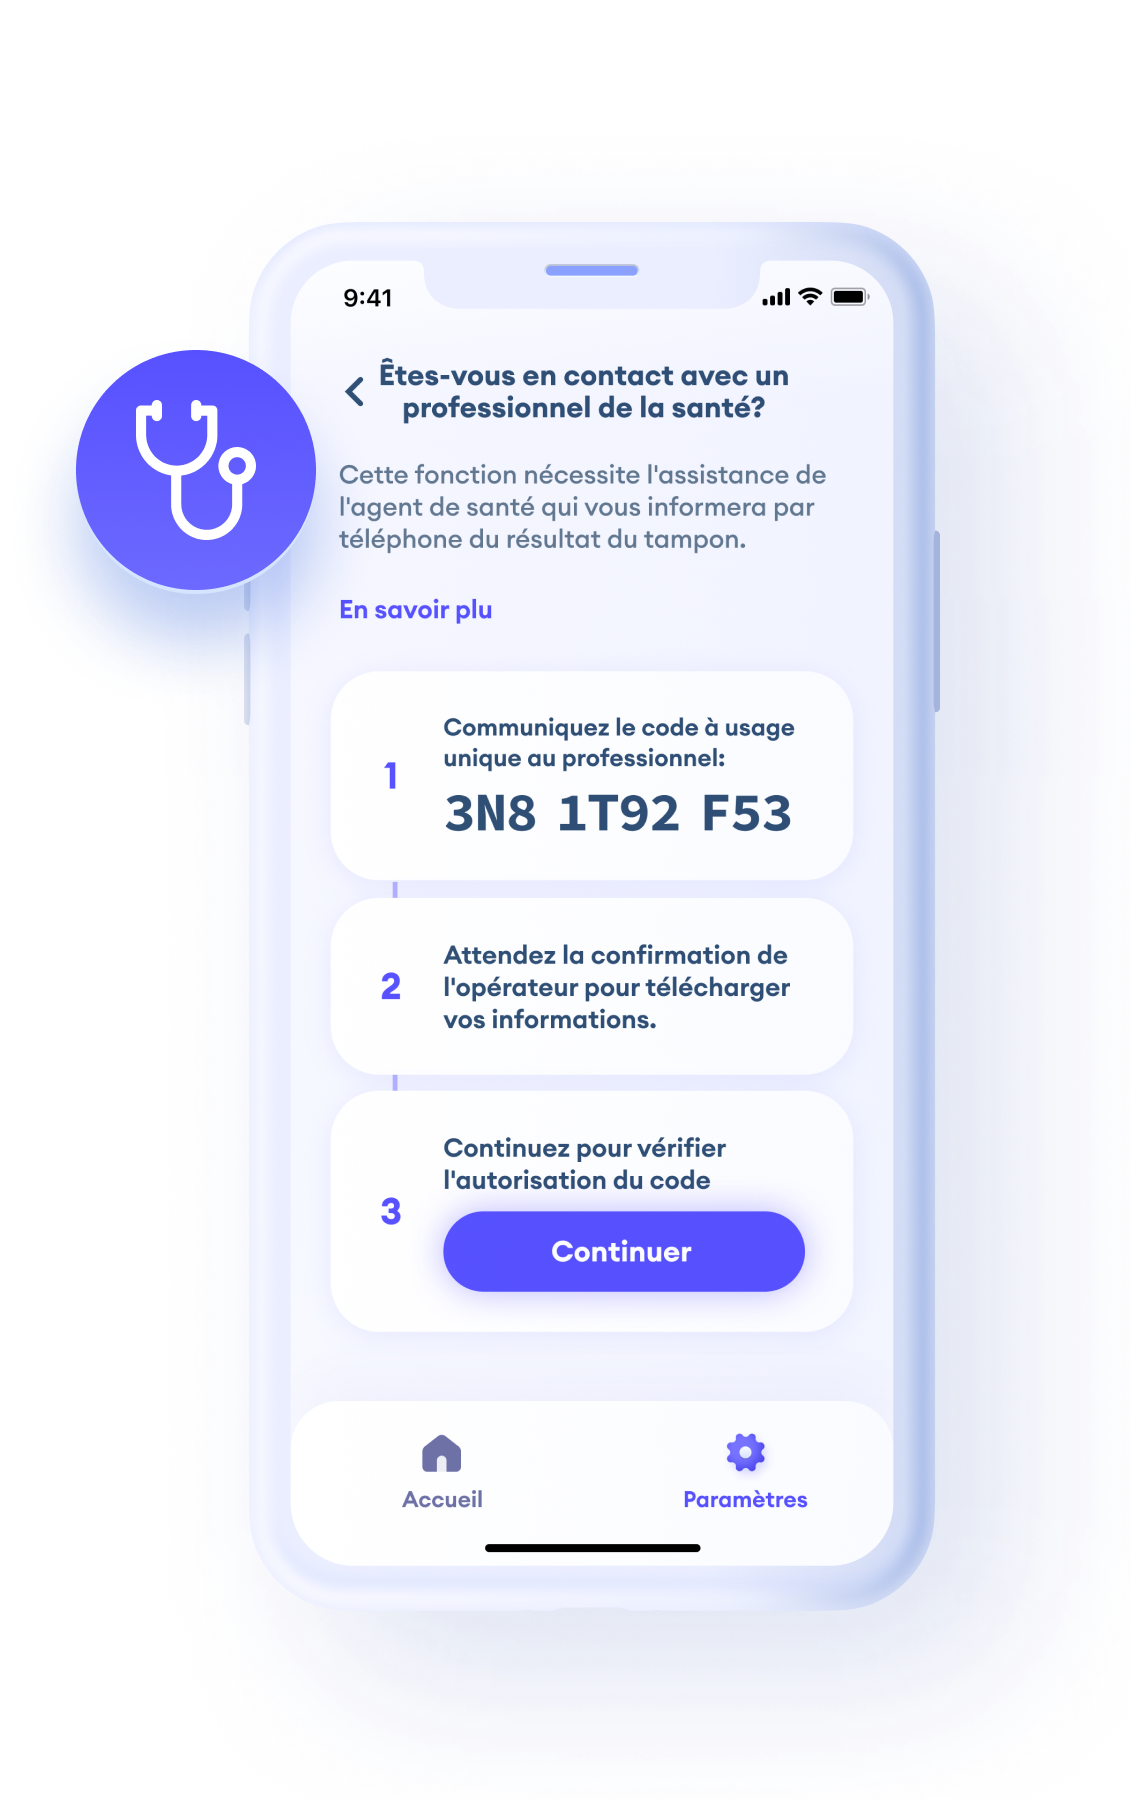 9:41
Êtes-vous en contact avec un
professionnel de la santé?
Cette fonction nécessite l'assistance de
l'agent de santé qui vous informera par
téléphone du résultat du tampon.
En savoir plu
1
Communiquez le code à usage
unique au professionnel:
3N8 1T92 F53
2
Attendez la confirmation de
l'opérateur pour télécharger
vos informations.
3
Continuez pour vérifier
l'autorisation du code
Continuer
Accueil
Paramètres